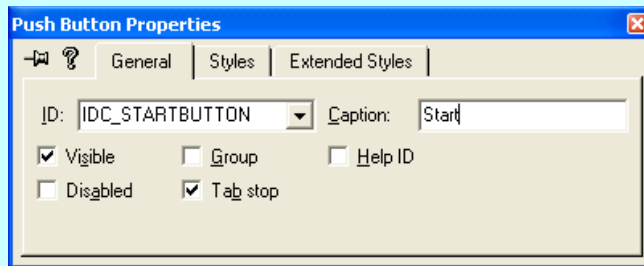 Push Button Properties
General Styles Extended Styles
ID: IDC_STARTBUTTON Caption: Start
Visible Group Help ID
Disabled Tab stop